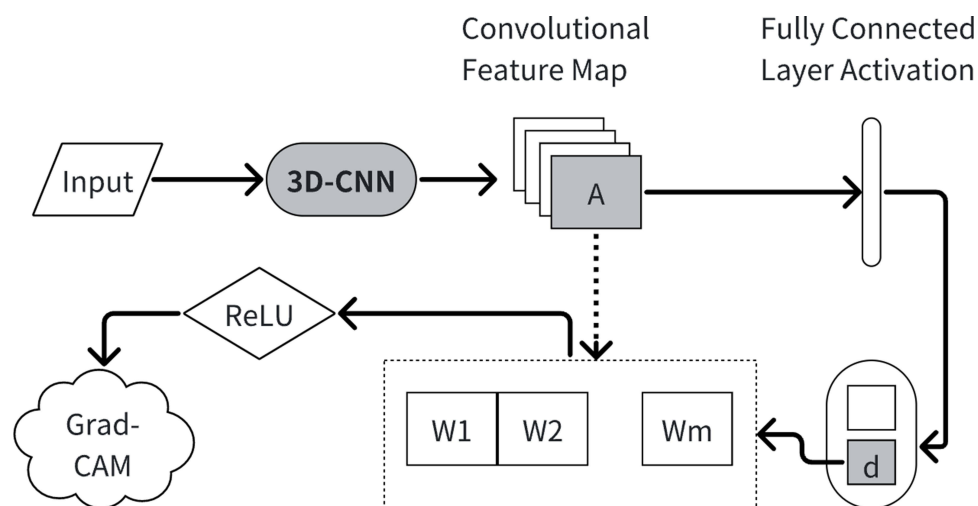 Convolutional
Feature Map
Fully Connected
Layer Activation
Input
3D-CNN
A
ReLU
Grad-
CAM
W1
W2
Wm
d